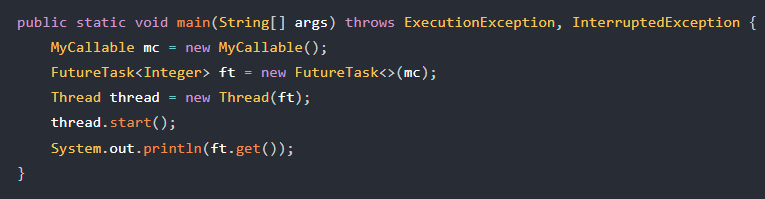 public static void main(String[] args) throws ExecutionException, InterruptedException {
    MyCallable mc = new MyCallable();
    FutureTask<Integer> ft = new FutureTask<>(mc);
    Thread thread = new Thread(ft);
    thread.start();
    System.out.println(ft.get());
}